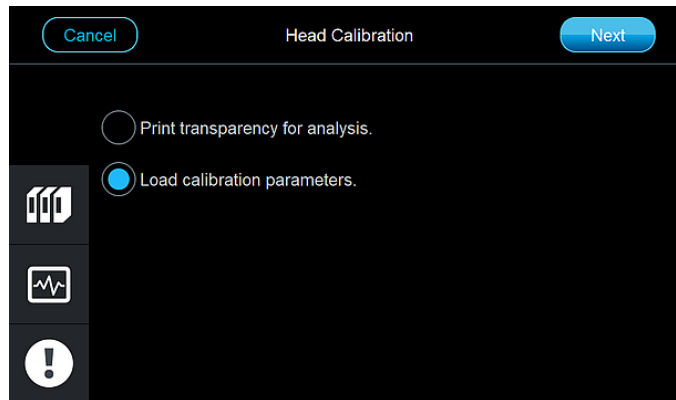 Cancel
Head Calibration
Next
Print transparency for analysis.
Load calibration parameters.